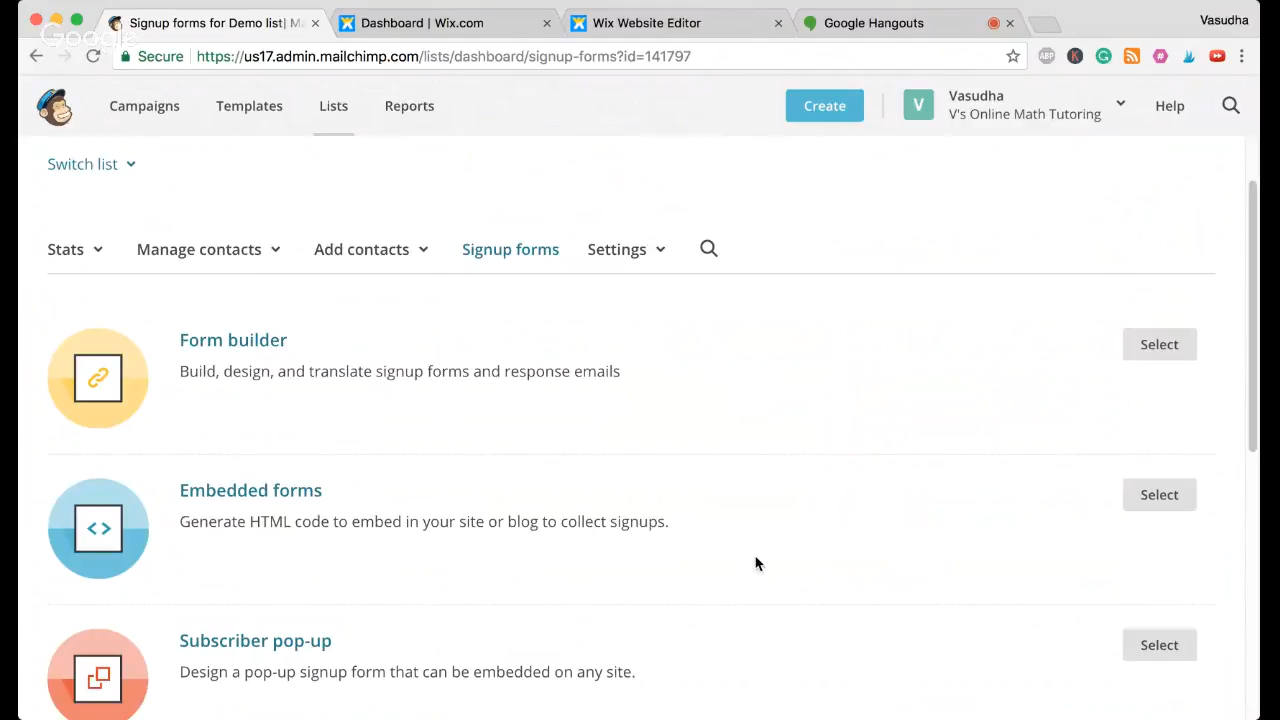 Signup forms for Demo list| Ma
Dashboard | Wix.com
Wix Website Editor
Google Hangouts
Vasudha
Google
Secure
https://us17.admin.mailchimp.com/lists/dashboard/signup-forms?id=141797
ABP
K
G
Campaigns
Templates
Lists
Reports
Create
V
Vasudha
V's Online Math Tutoring
Help
Switch list
Stats
Manage contacts
Add contacts
Signup forms
Settings
Form builder
Build, design, and translate signup forms and response emails
Select
Embedded forms
Generate HTML code to embed in your site or blog to collect signups.
Select
Subscriber pop-up
Design a pop-up signup form that can be embedded on any site.
Select